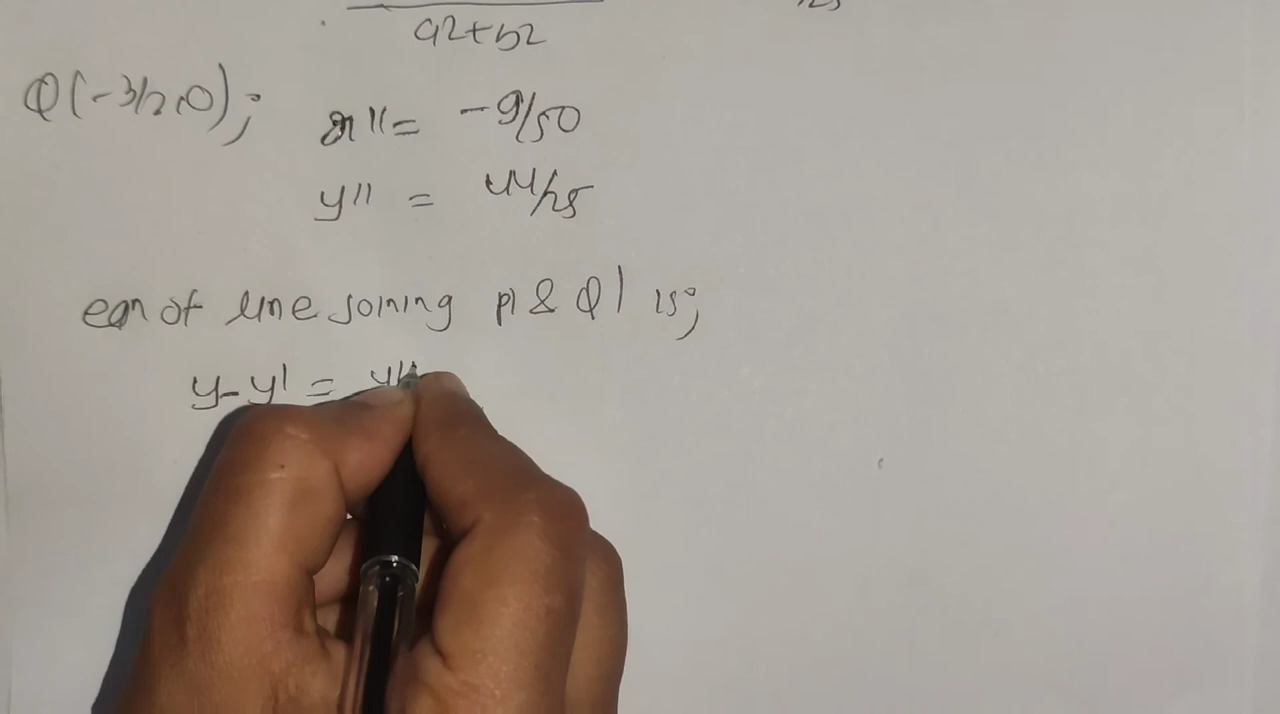 a2+b2
Q(-3/2,0); x'' = -9/50
y'' = 44/25
eqn of line joining P' & Q' is;
y-y' = y''